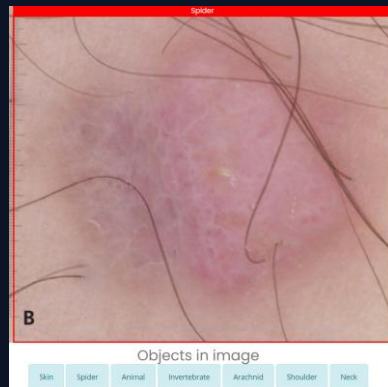 Spider
B
Objects in image
Skin Spider Animal Invertebrate Arachnid Shoulder Neck